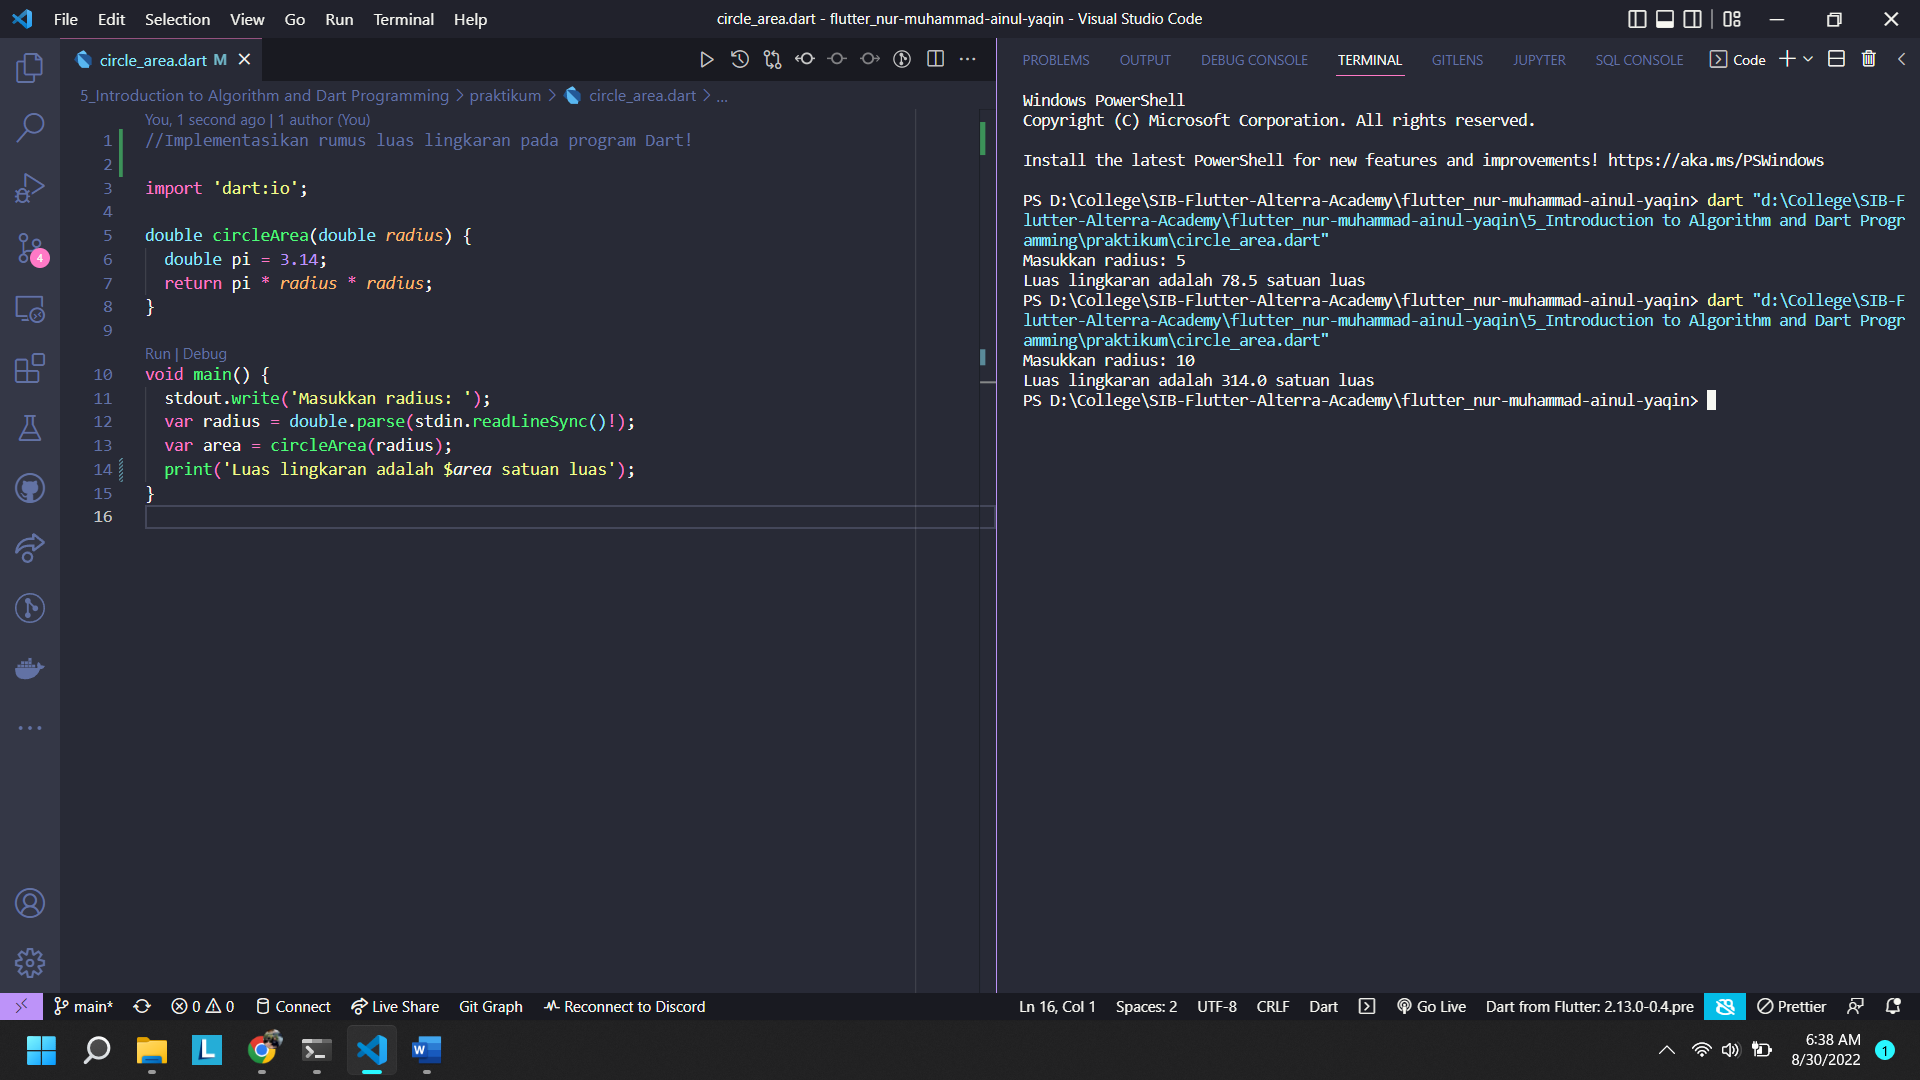 File Edit Selection View Go Run Terminal Help
circle_area.dart - flutter_nur-muhammad-ainul-yaqin - Visual Studio Code
circle_area.dart M
5_Introduction to Algorithm and Dart Programming > praktikum > circle_area.dart > ...
You, 1 second ago | 1 author (You)
1 //Implementasikan rumus luas lingkaran pada program Dart!
2
3 import 'dart:io';
4
5 double circleArea(double radius) {
6 double pi = 3.14;
7 return pi * radius * radius;
8 }
9
Run | Debug
10 void main() {
11 stdout.write('Masukkan radius: ');
12 var radius = double.parse(stdin.readLineSync()!);
13 var area = circleArea(radius);
14 print('Luas lingkaran adalah $area satuan luas');
15 }
16
4
PROBLEMS OUTPUT DEBUG CONSOLE TERMINAL GITLENS JUPYTER SQL CONSOLE Code
Windows PowerShell
Copyright (C) Microsoft Corporation. All rights reserved.
Install the latest PowerShell for new features and improvements! https://aka.ms/PSWindows
PS D:\College\SIB-Flutter-Alterra-Academy\flutter_nur-muhammad-ainul-yaqin> dart "d:\College\SIB-F
lutter-Alterra-Academy\flutter_nur-muhammad-ainul-yaqin\5_Introduction to Algorithm and Dart Progr
amming\praktikum\circle_area.dart"
Masukkan radius: 5
Luas lingkaran adalah 78.5 satuan luas
PS D:\College\SIB-Flutter-Alterra-Academy\flutter_nur-muhammad-ainul-yaqin> dart "d:\College\SIB-F
lutter-Alterra-Academy\flutter_nur-muhammad-ainul-yaqin\5_Introduction to Algorithm and Dart Progr
amming\praktikum\circle_area.dart"
Masukkan radius: 10
Luas lingkaran adalah 314.0 satuan luas
PS D:\College\SIB-Flutter-Alterra-Academy\flutter_nur-muhammad-ainul-yaqin>
main* 0 0 Connect Live Share Git Graph Reconnect to Discord
Ln 16, Col 1 Spaces: 2 UTF-8 CRLF Dart Go Live Dart from Flutter: 2.13.0-0.4.pre Prettier
L W
6:38 AM
8/30/2022
1